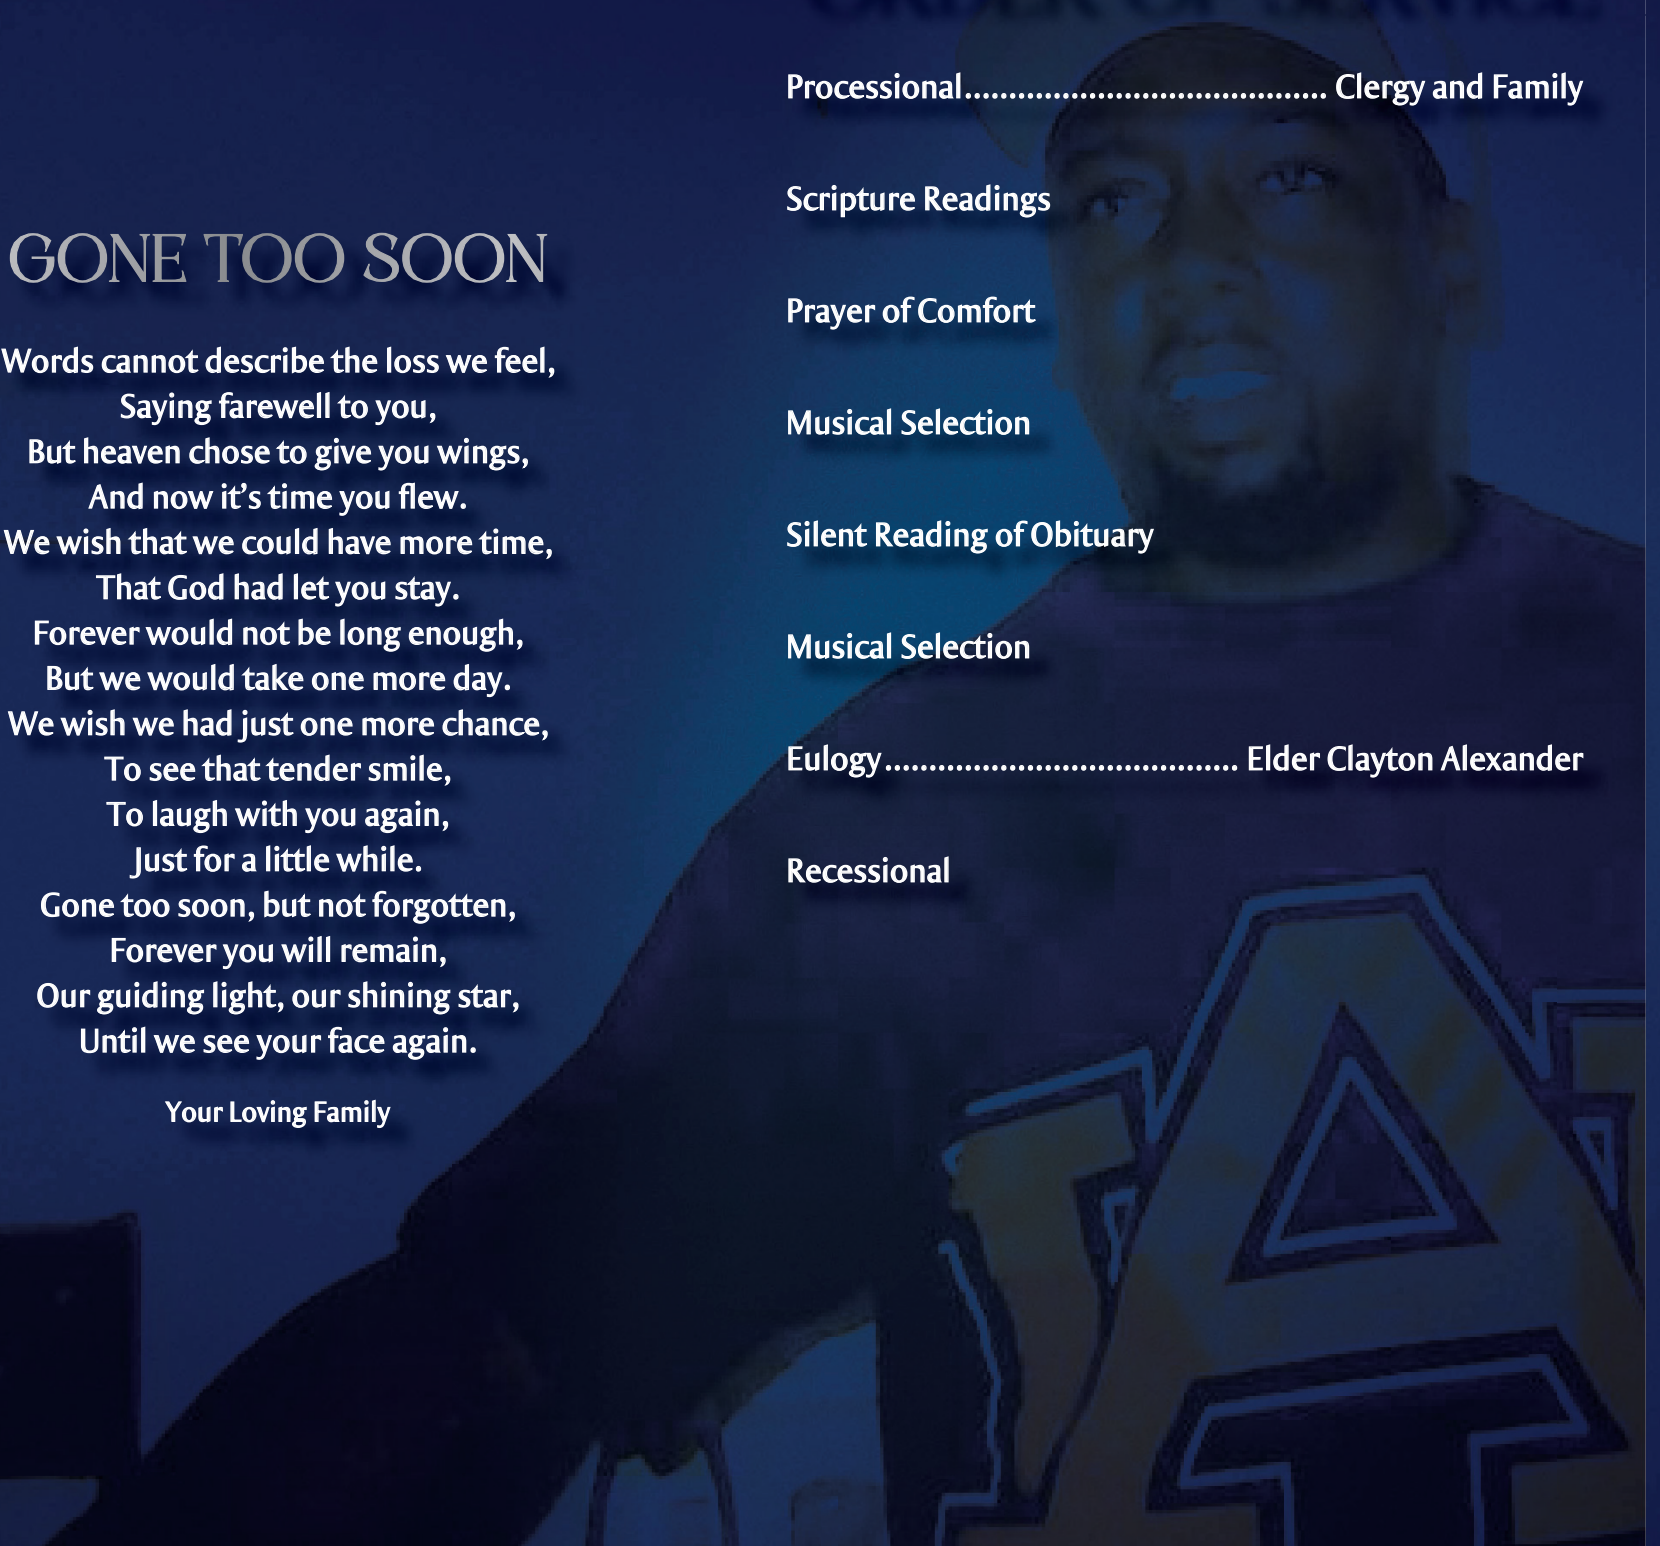 GONE TOO SOON
Words cannot describe the loss we feel,
Saying farewell to you,
But heaven chose to give you wings,
And now it’s time you flew.
We wish that we could have more time,
That God had let you stay.
Forever would not be long enough,
But we would take one more day.
We wish we had just one more chance,
To see that tender smile,
To laugh with you again,
Just for a little while.
Gone too soon, but not forgotten,
Forever you will remain,
Our guiding light, our shining star,
Until we see your face again.
Your Loving Family
ORDER OF SERVICE
Processional......................................... Clergy and Family
Scripture Readings
Prayer of Comfort
Musical Selection
Silent Reading of Obituary
Musical Selection
Eulogy........................................ Elder Clayton Alexander
Recessional